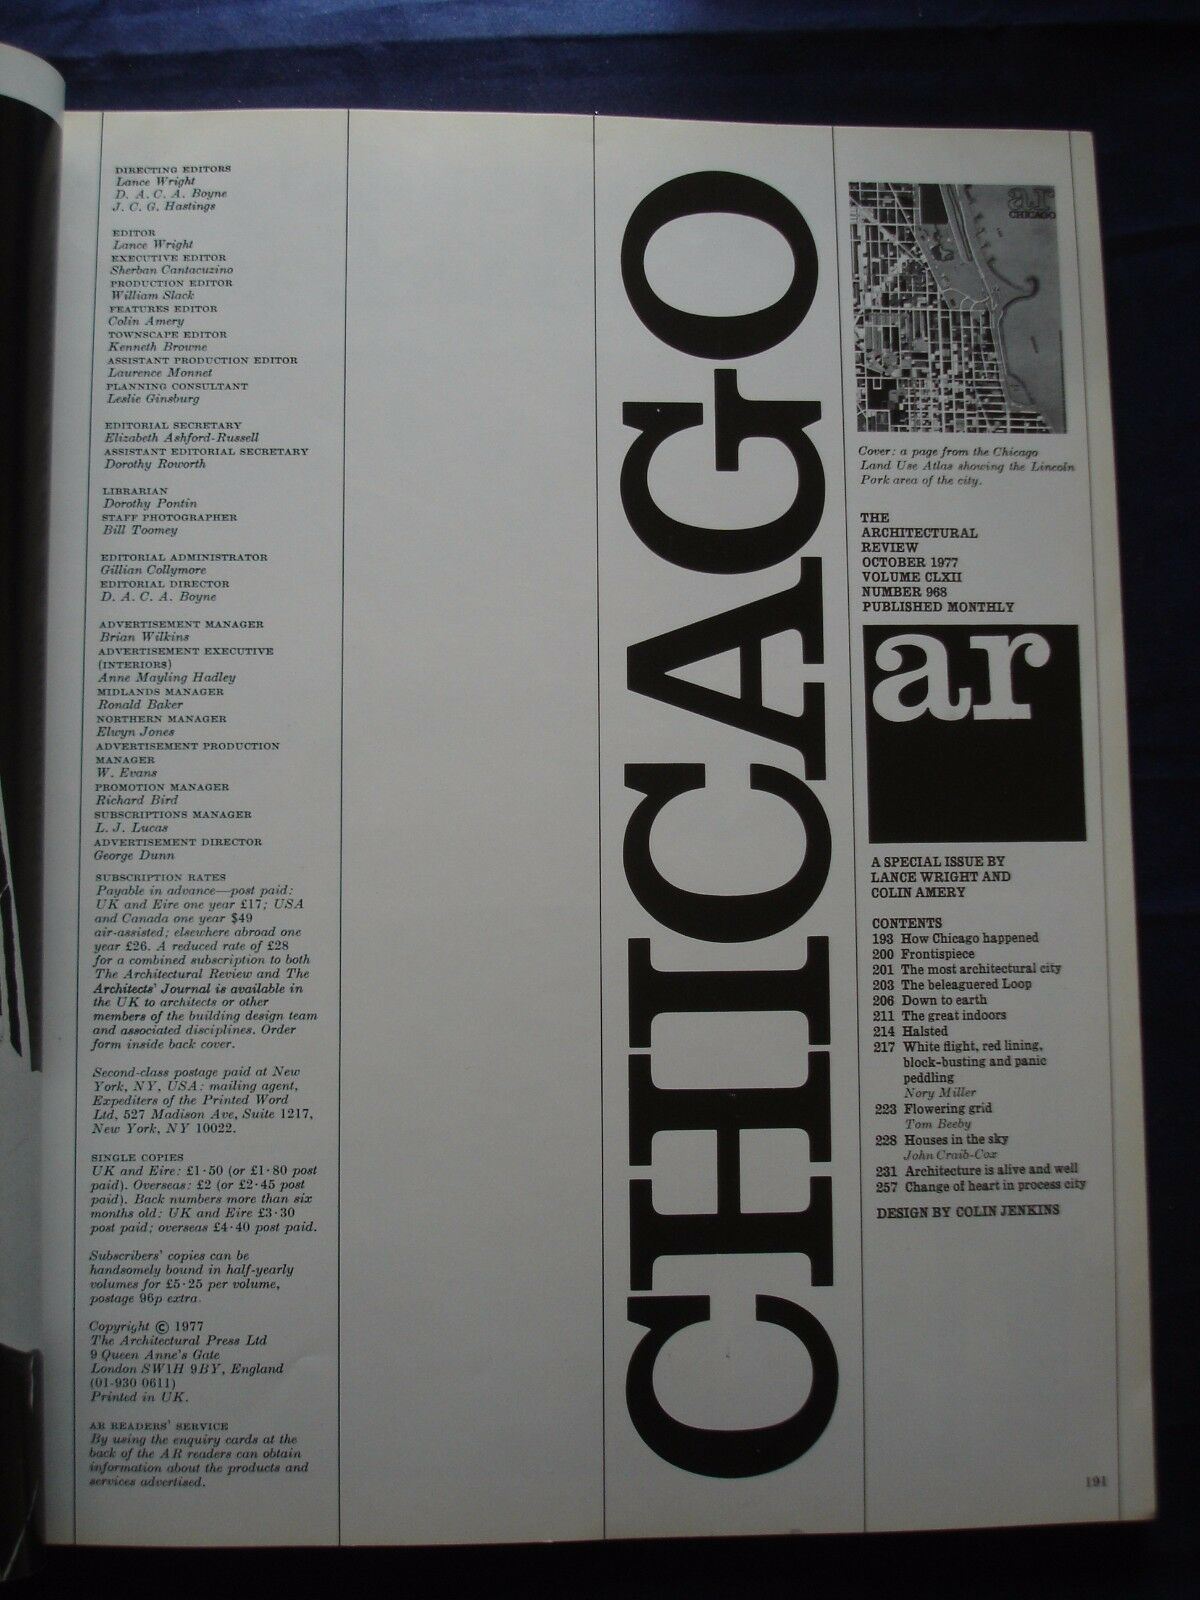 DIRECTING EDITORS
Lance Wright
D. A. C. A. Boyne
J. C. G. Hastings
EDITOR
Lance Wright
EXECUTIVE EDITOR
Sherban Cantacuzino
PRODUCTION EDITOR
William Slack
FEATURES EDITOR
Colin Amery
TOWNSCAPE EDITOR
Kenneth Browne
ASSISTANT PRODUCTION EDITOR
Laurence Monnet
PLANNING CONSULTANT
Leslie Ginsburg
EDITORIAL SECRETARY
Elizabeth Ashford-Russell
ASSISTANT EDITORIAL SECRETARY
Dorothy Roworth
LIBRARIAN
Dorothy Pontin
STAFF PHOTOGRAPHER
Bill Toomey
EDITORIAL ADMINISTRATOR
Gillian Collymore
EDITORIAL DIRECTOR
D. A. C. A. Boyne
ADVERTISEMENT MANAGER
Brian Wilkins
ADVERTISEMENT EXECUTIVE
(INTERIORS)
Anne Mayling Hadley
MIDLANDS MANAGER
Ronald Baker
NORTHERN MANAGER
Elwyn Jones
ADVERTISEMENT PRODUCTION
MANAGER
W. Evans
PROMOTION MANAGER
Richard Bird
SUBSCRIPTIONS MANAGER
L. J. Lucas
ADVERTISEMENT DIRECTOR
George Dunn
SUBSCRIPTION RATES
Payable in advance—post paid:
UK and Eire one year £17; USA
and Canada one year $49
air-assisted; elsewhere abroad one
year £26. A reduced rate of £28
for a combined subscription to both
The Architectural Review and The
Architects' Journal is available in
the UK to architects or other
members of the building design team
and associated disciplines. Order
form inside back cover.
Second-class postage paid at New
York, NY, USA: mailing agent,
Expediters of the Printed Word
Ltd, 527 Madison Ave, Suite 1217,
New York, NY 10022.
SINGLE COPIES
UK and Eire: £1·50 (or £1·80 post
paid). Overseas: £2 (or £2·45 post
paid). Back numbers more than six
months old: UK and Eire £3·30
post paid; overseas £4·40 post paid.
Subscribers' copies can be
handsomely bound in half-yearly
volumes for £5·25 per volume,
postage 96p extra.
Copyright © 1977
The Architectural Press Ltd
9 Queen Anne's Gate
London SW1H 9BY, England
(01-930 0611)
Printed in UK.
AR READERS' SERVICE
By using the enquiry cards at the
back of the AR readers can obtain
information about the products and
services advertised.
CHICAGO
ar
CHICAGO
Cover: a page from the Chicago
Land Use Atlas showing the Lincoln
Park area of the city.
THE
ARCHITECTURAL
REVIEW
OCTOBER 1977
VOLUME CLXII
NUMBER 968
PUBLISHED MONTHLY
ar
A SPECIAL ISSUE BY
LANCE WRIGHT AND
COLIN AMERY
CONTENTS
193 How Chicago happened
200 Frontispiece
201 The most architectural city
203 The beleaguered Loop
206 Down to earth
211 The great indoors
214 Halsted
217 White flight, red lining,
block-busting and panic
peddling
Nory Miller
223 Flowering grid
Tom Beeby
228 Houses in the sky
John Craib-Cox
231 Architecture is alive and well
257 Change of heart in process city
DESIGN BY COLIN JENKINS
191